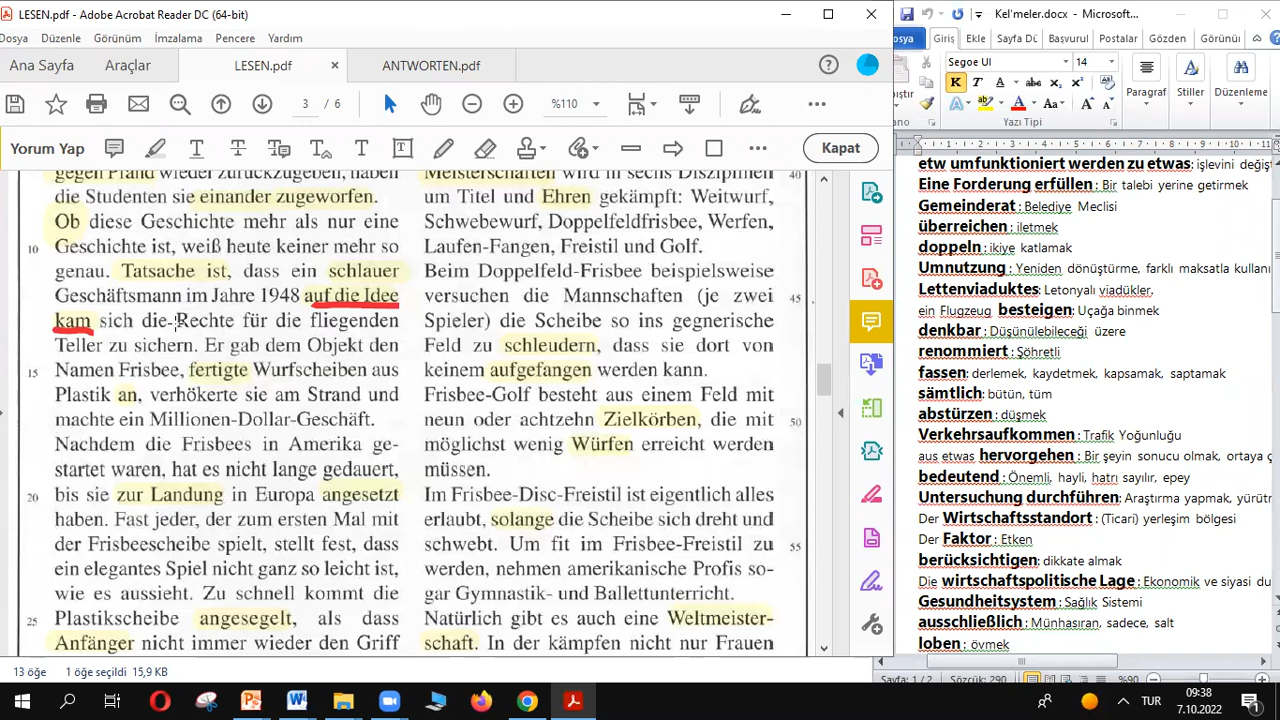 LESEN.pdf - Adobe Acrobat Reader DC (64-bit)
Dosya Düzenle Görünüm İmzalama Pencere Yardım
Ana Sayfa Araçlar LESEN.pdf × ANTWORTEN.pdf
3 / 6 %110
Yorum Yap Kapat
gegen Pfand wieder zurückzugeben, haben
die Studenten sie einander zugeworfen.
Ob diese Geschichte mehr als nur eine
10 Geschichte ist, weiß heute keiner mehr so
genau. Tatsache ist, dass ein schlauer
Geschäftsmann im Jahre 1948 auf die Idee
kam sich die Rechte für die fliegenden
Teller zu sichern. Er gab dem Objekt den
15 Namen Frisbee, fertigte Wurfscheiben aus
Plastik an, verhökerte sie am Strand und
machte ein Millionen-Dollar-Geschäft.
Nachdem die Frisbees in Amerika ge-
startet waren, hat es nicht lange gedauert,
20 bis sie zur Landung in Europa angesetzt
haben. Fast jeder, der zum ersten Mal mit
der Frisbeescheibe spielt, stellt fest, dass
ein elegantes Spiel nicht ganz so leicht ist,
wie es aussieht. Zu schnell kommt die
25 Plastikscheibe angesegelt, als dass
Anfänger nicht immer wieder den Griff
Meisterschaften wird in sechs Disziplinen 40
um Titel und Ehren gekämpft: Weitwurf,
Schwebewurf, Doppelfeldfrisbee, Werfen,
Laufen-Fangen, Freistil und Golf.
Beim Doppelfeld-Frisbee beispielsweise
versuchen die Mannschaften (je zwei 45
Spieler) die Scheibe so ins gegnerische
Feld zu schleudern, dass sie dort von
keinem aufgefangen werden kann.
Frisbee-Golf besteht aus einem Feld mit
neun oder achtzehn Zielkörben, die mit 50
möglichst wenig Würfen erreicht werden
müssen.
Im Frisbee-Disc-Freistil ist eigentlich alles
erlaubt, solange die Scheibe sich dreht und
schwebt. Um fit im Frisbee-Freistil zu 55
werden, nehmen amerikanische Profis so-
gar Gymnastik- und Ballettunterricht.
Natürlich gibt es auch eine Weltmeister-
schaft. In der kämpfen nicht nur Frauen
13 öğe 1 öğe seçildi 15,9 KB
Kel'meler.docx - Microsoft...
osya Giriş Ekle Sayfa Dü Başvurul Postalar Gözden Görünü
Segoe UI 14
K T A abc x₂ x²
Paragraf Stiller Düzenleme
Yazı Tipi
etw umfunktioniert werden zu etwas: işlevini değiş
Eine Forderung erfüllen : Bir talebi yerine getirmek
Gemeinderat : Belediye Meclisi
überreichen : iletmek
doppeln : ikiye katlamak
Umnutzung : Yeniden dönüştürme, farklı maksatla kullanı
Lettenviaduktes : Letonyalı viadükler,
ein Flugzeug besteigen : Uçağa binmek
denkbar : Düşünülebileceği üzere
renommiert : Şöhretli
fassen : derlemek, kaydetmek, kapsamak, saptamak
sämtlich : bütün, tüm
abstürzen : düşmek
Verkehrsaufkommen : Trafik Yoğunluğu
aus etwas hervorgehen : Bir şeyin sonucu olmak, ortaya ç
bedeutend : Önemli, hayli, hatrı sayılır, epey
Untersuchung durchführen : Araştırma yapmak, yürütr
Der Wirtschaftsstandort : (Ticari) yerleşim bölgesi
Der Faktor : Etken
berücksichtigen : dikkate almak
Die wirtschaftspolitische Lage : Ekonomik ve siyasi du
Gesundheitsystem : Sağlık Sistemi
ausschließlich : Münhasıran, sadece, salt
loben : övmek
Sayfa: 1 / 2 Sözcük: 290 %90
TUR 09:38
7.10.2022